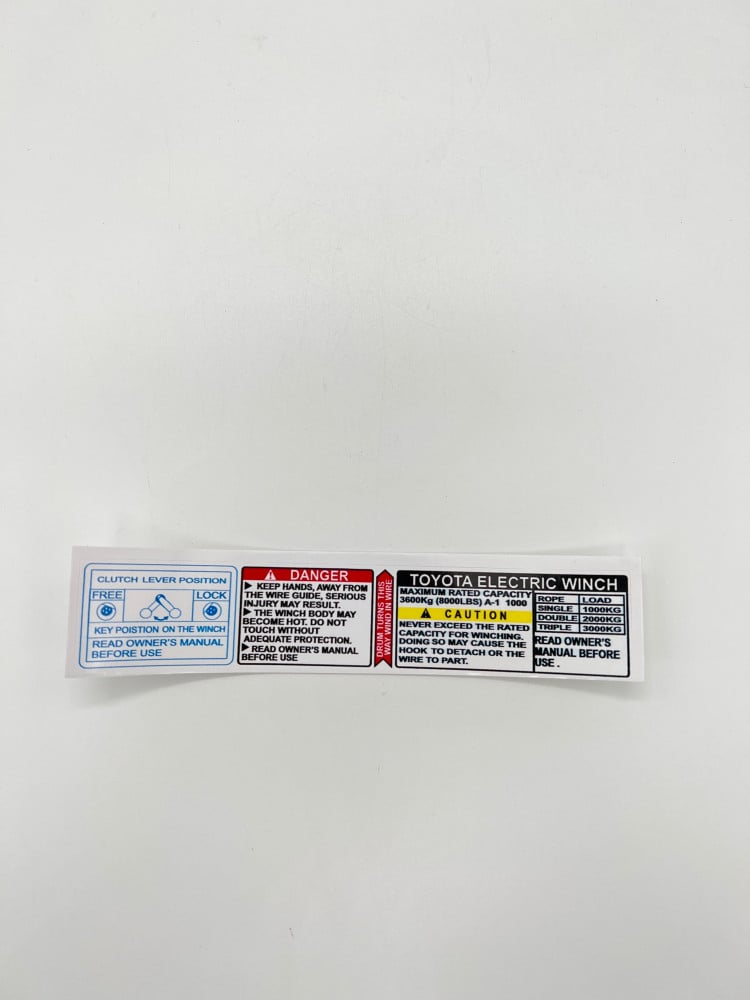 CLUTCH LEVER POSITION
FREE
LOCK
KEY POISTION ON THE WINCH
READ OWNER'S MANUAL
BEFORE USE
DANGER
KEEP HANDS, AWAY FROM
THE WIRE GUIDE, SERIOUS
INJURY MAY RESULT.
THE WINCH BODY MAY
BECOME HOT. DO NOT
TOUCH WITHOUT
ADEQUATE PROTECTION.
READ OWNER'S MANUAL
BEFORE USE
DRUM TURNS THIS
WAY WIND IN WIRE
TOYOTA ELECTRIC WINCH
MAXIMUM RATED CAPACITY
3600Kg (8000LBS) A-1 1000
CAUTION
NEVER EXCEED THE RATED
CAPACITY FOR WINCHING.
DOING SO MAY CAUSE THE
HOOK TO DETACH OR THE
WIRE TO PART.
ROPE LOAD
SINGLE 1000KG
DOUBLE 2000KG
TRIPLE 3000KG
READ OWNER'S
MANUAL BEFORE
USE .